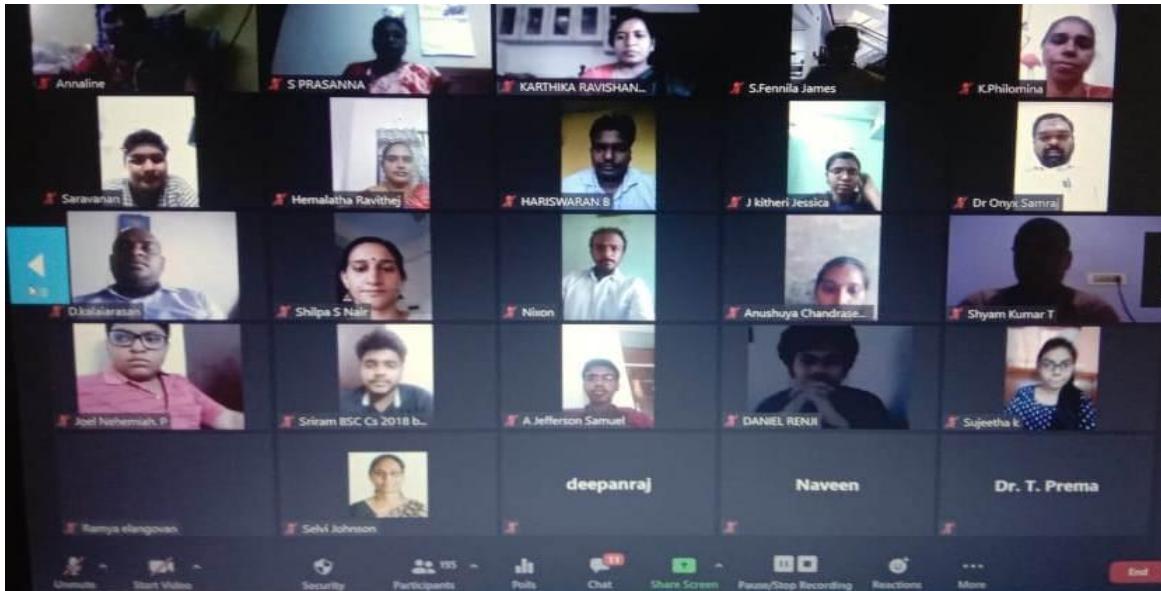 Annaline
S PRASANNA
KARTHIKA RAVISHAN...
S.Fennila James
K.Philomina
Saravanan
Hemalatha Ravithej
HARISWARAN B
J kitheri Jessica
Dr Onyx Samraj
D.kalaiarasan
Shilpa S Nair
Nixon
Anushuya Chandrase...
Shyam Kumar T
Joel Nehemiah. P
Sriram BSC Cs 2018 b...
A Jefferson Samuel
DANIEL RENJI
Sujeetha k
Ramya elangovan
Selvi Johnson
deepanraj
Naveen
Dr. T. Prema
Unmute
Start Video
Security
195
Participants
Polls
11
Chat
Share Screen
Pause/Stop Recording
Reactions
More
End